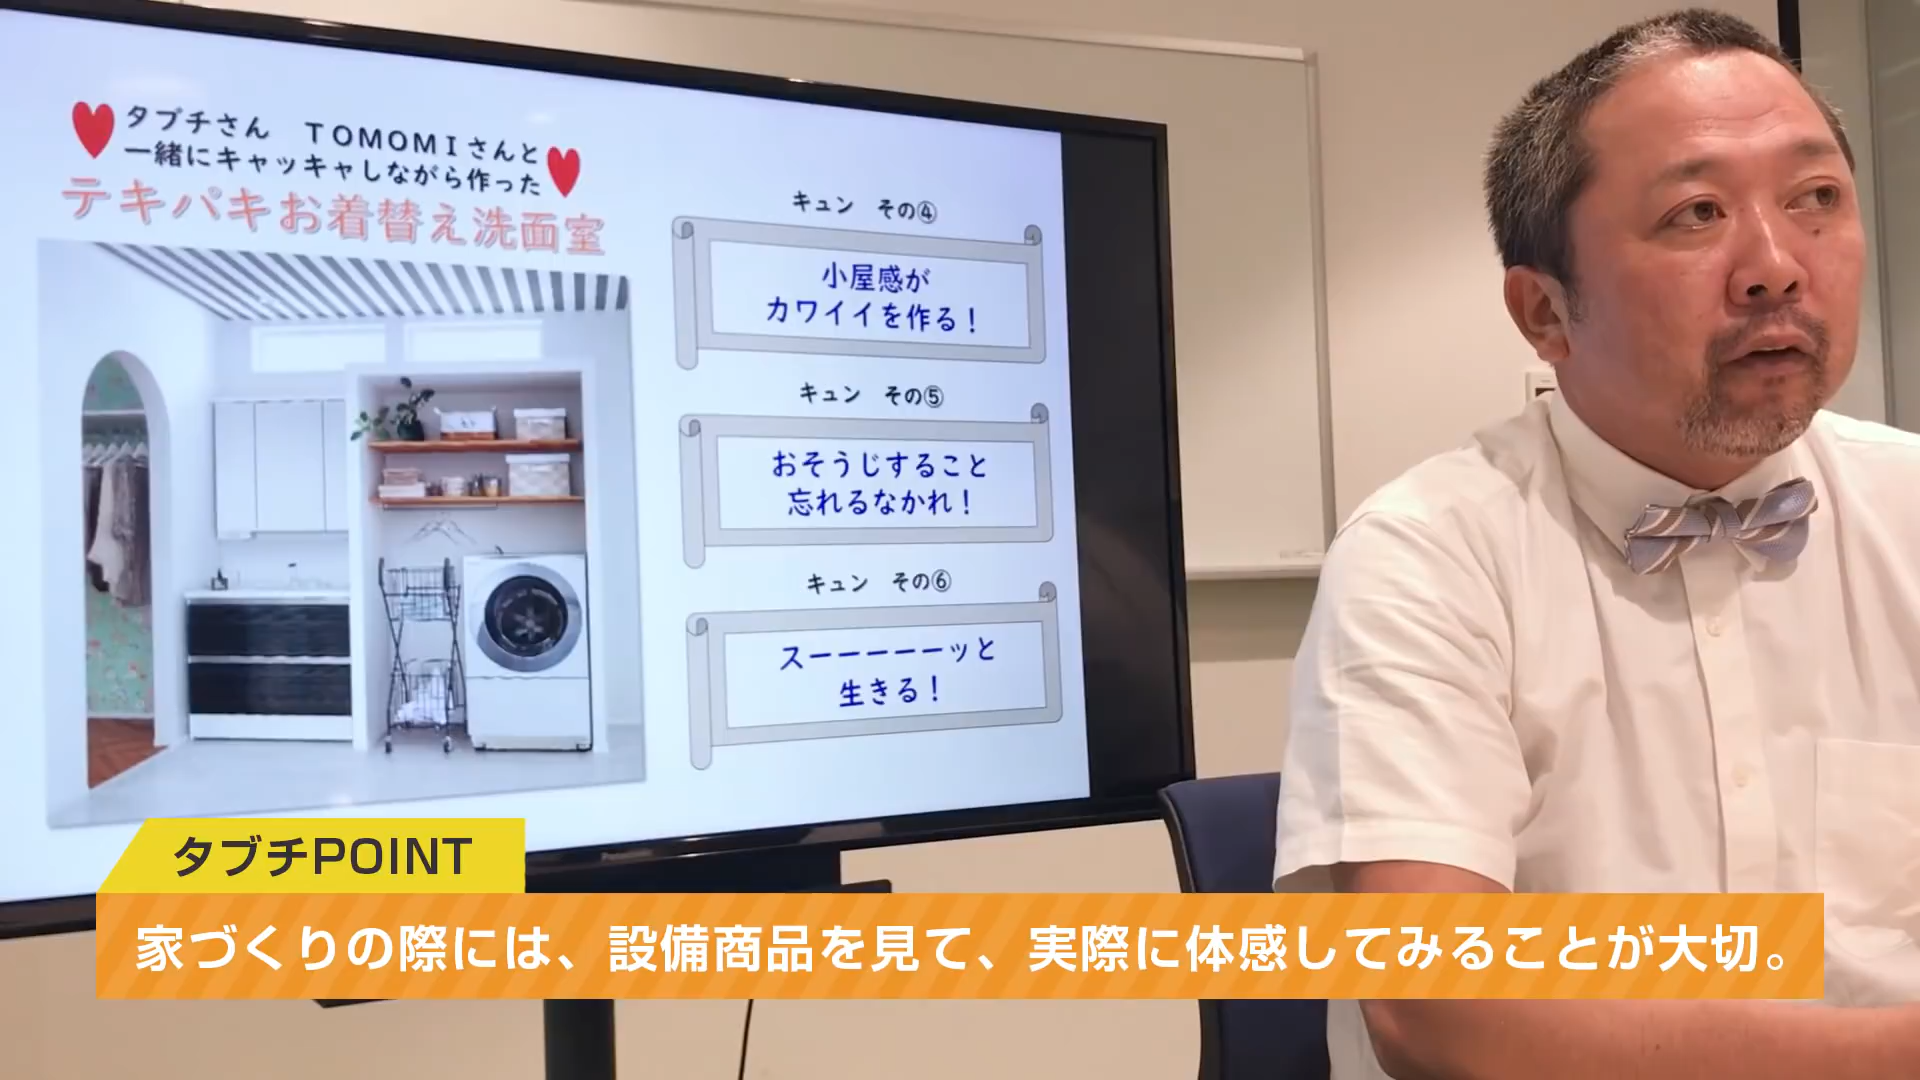 タブチさん　TOMOMIさんと
一緒にキャッキャしながら作った
テキパキお着替え洗面室
キュン　その④
小屋感が
カワイイを作る！
キュン　その⑤
おそうじすること
忘れるなかれ！
キュン　その⑥
スーーーーーッと
生きる！
タブチPOINT
家づくりの際には、設備商品を見て、実際に体感してみることが大切。